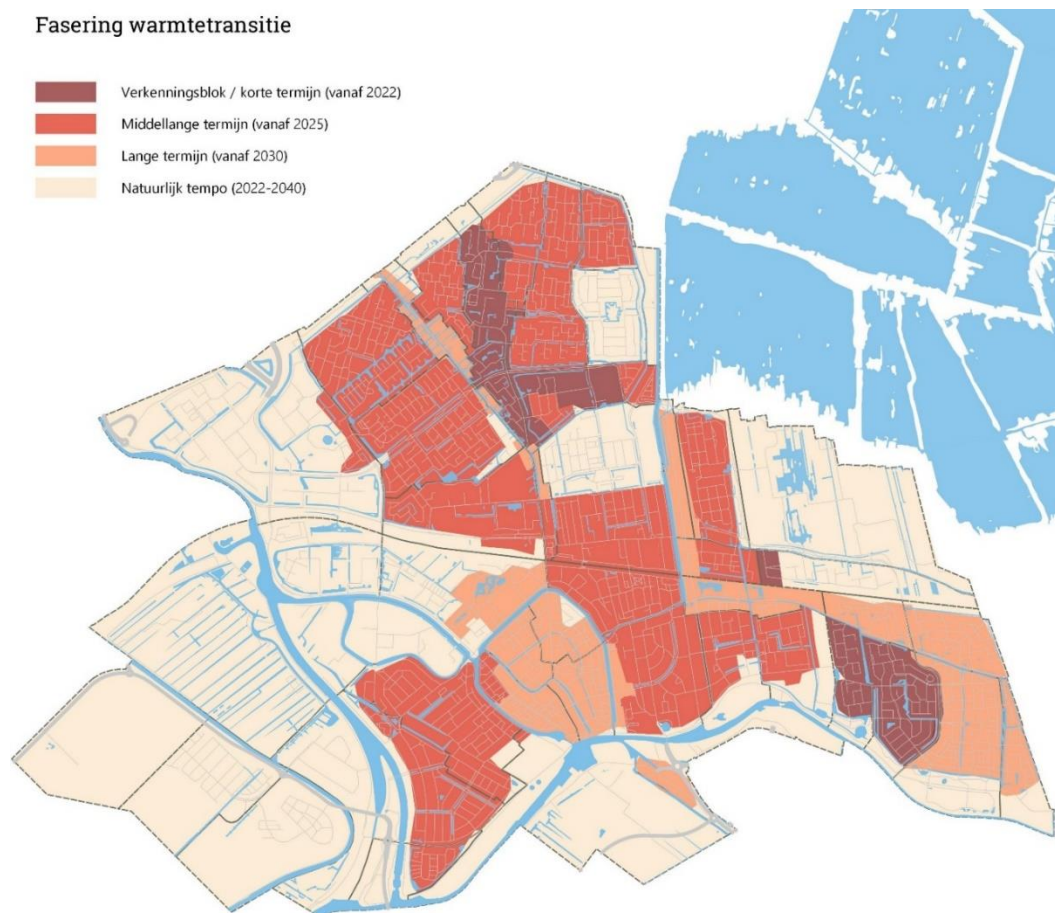 Fasering warmtetransitie
Verkenningsblok / korte termijn (vanaf 2022)
Middellange termijn (vanaf 2025)
Lange termijn (vanaf 2030)
Natuurlijk tempo (2022-2040)